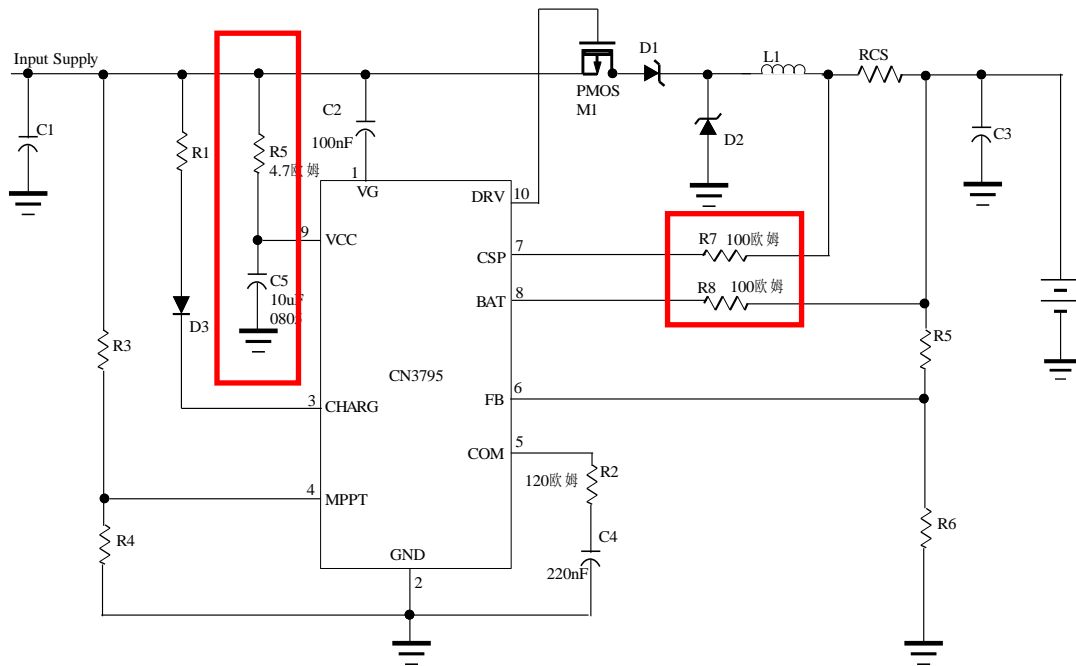 Input Supply
D1
L1
RCS
PMOS
M1
C1
R1
R5
4.7欧姆
C2
100nF
D2
C3
1
VG
DRV
10
9
VCC
CSP
7
R7
100欧姆
C5
10uF
0805
BAT
8
R8
100欧姆
D3
R3
R5
CN3795
3
CHARG
FB
6
COM
5
120欧姆
R2
4
MPPT
R4
R6
C4
220nF
GND
2